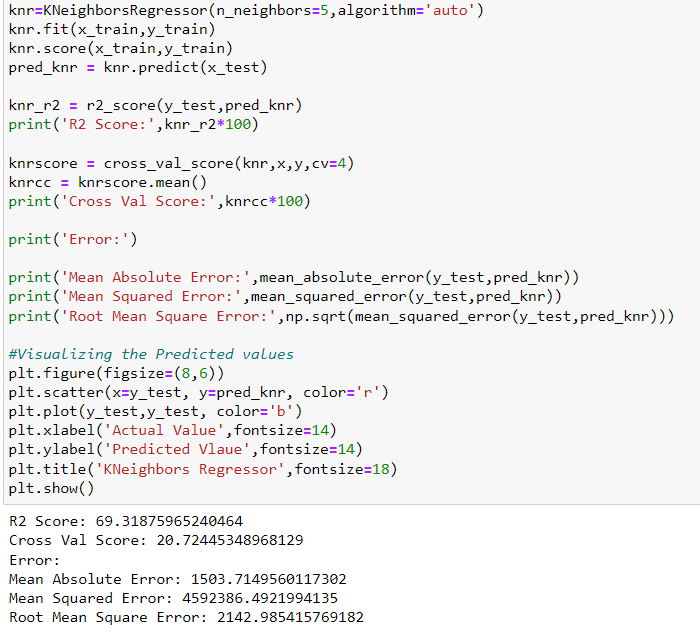 knr=KNeighborsRegressor(n_neighbors=5,algorithm='auto')
knr.fit(x_train,y_train)
knr.score(x_train,y_train)
pred_knr = knr.predict(x_test)
knr_r2 = r2_score(y_test,pred_knr)
print('R2 Score:',knr_r2*100)
knrscore = cross_val_score(knr,x,y,cv=4)
knrcc = knrscore.mean()
print('Cross Val Score:',knrcc*100)
print('Error:')
print('Mean Absolute Error:',mean_absolute_error(y_test,pred_knr))
print('Mean Squared Error:',mean_squared_error(y_test,pred_knr))
print('Root Mean Square Error:',np.sqrt(mean_squared_error(y_test,pred_knr)))
#Visualizing the Predicted values
plt.figure(figsize=(8,6))
plt.scatter(x=y_test, y=pred_knr, color='r')
plt.plot(y_test,y_test, color='b')
plt.xlabel('Actual Value',fontsize=14)
plt.ylabel('Predicted Vlaue',fontsize=14)
plt.title('KNeighbors Regressor',fontsize=18)
plt.show()
R2 Score: 69.31875965240464
Cross Val Score: 20.72445348968129
Error:
Mean Absolute Error: 1503.7149560117302
Mean Squared Error: 4592386.4921994135
Root Mean Square Error: 2142.985415769182